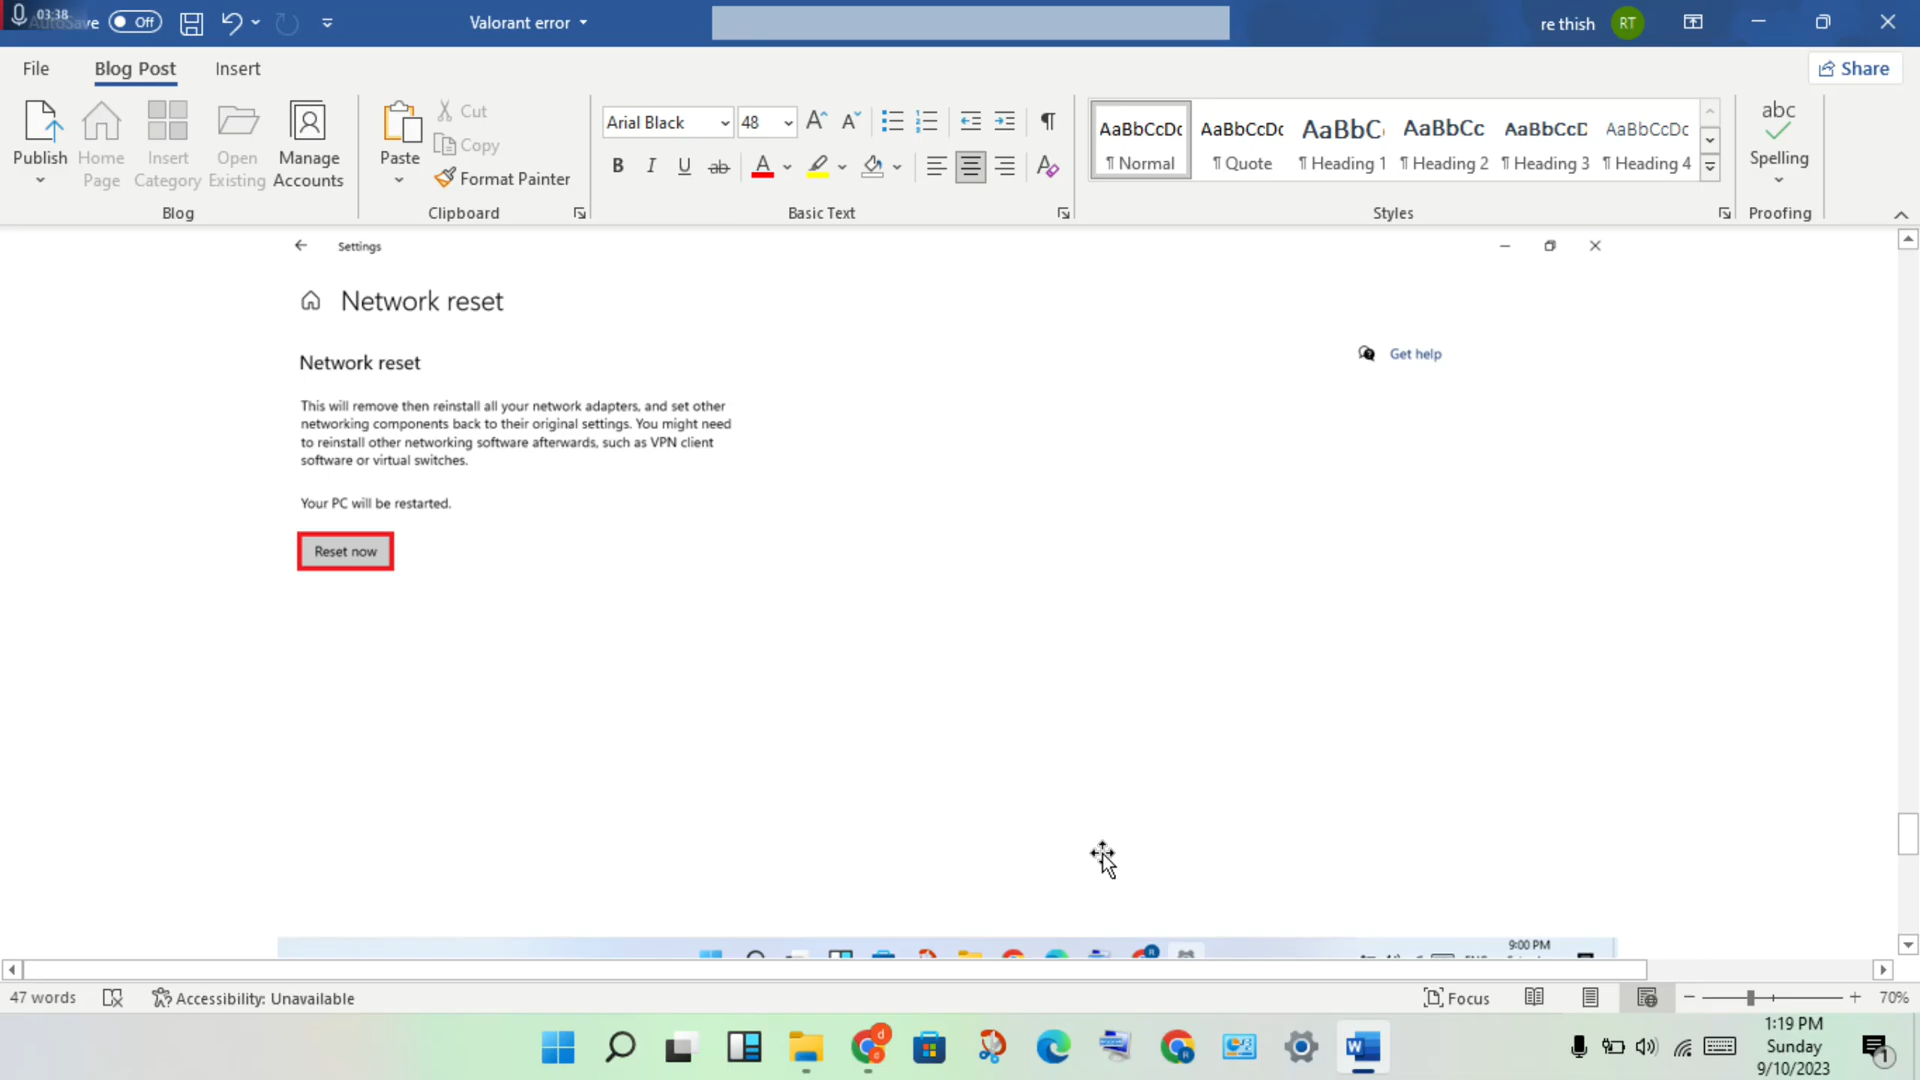 03:38
Off
Valorant error
re thish
RT
File
Blog Post
Insert
Share
Publish
Home Page
Insert Category
Open Existing
Manage Accounts
Blog
Paste
Cut
Copy
Format Painter
Clipboard
Arial Black
48
Basic Text
AaBbCcDc
¶ Normal
AaBbCcDc
¶ Quote
AaBbC
¶ Heading 1
AaBbCc
¶ Heading 2
AaBbCcD
¶ Heading 3
AaBbCcDc
¶ Heading 4
Styles
abc
Spelling
Proofing
Settings
Network reset
Network reset
Get help
This will remove then reinstall all your network adapters, and set other
networking components back to their original settings. You might need
to reinstall other networking software afterwards, such as VPN client
software or virtual switches.
Your PC will be restarted.
Reset now
9:00 PM
47 words
Accessibility: Unavailable
Focus
70%
1:19 PM
Sunday
9/10/2023
1